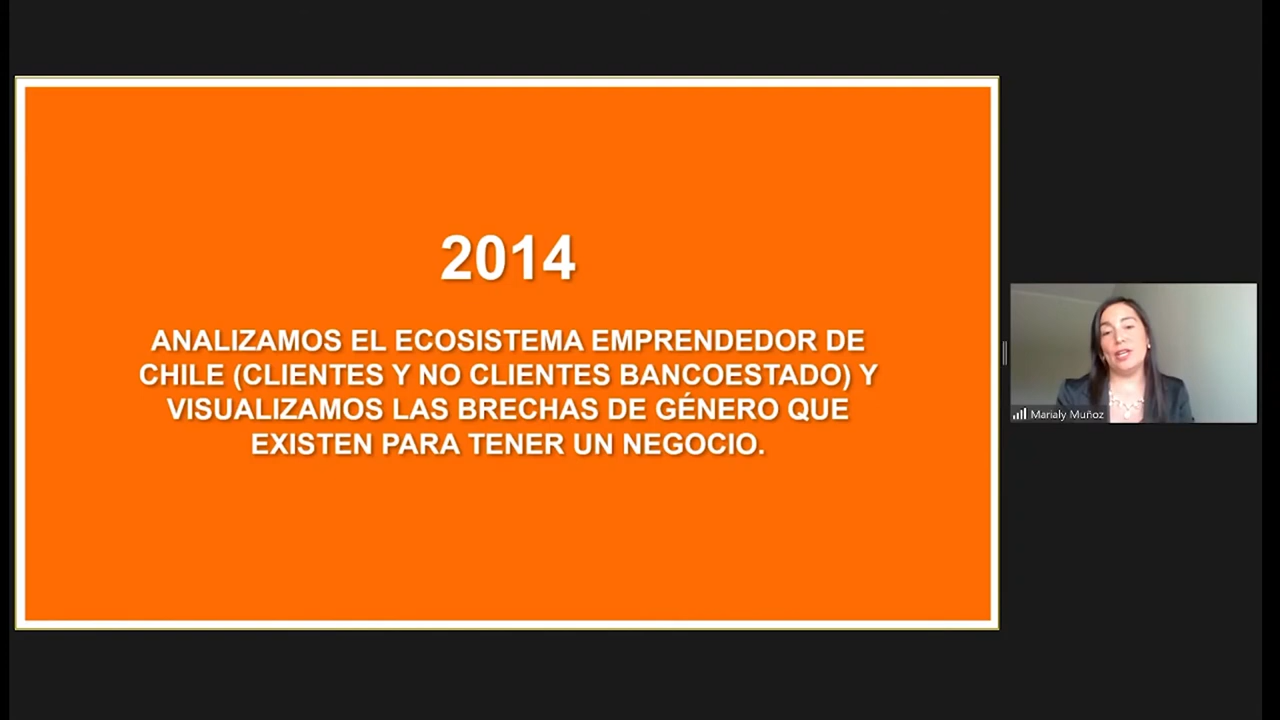 2014
ANALIZAMOS EL ECOSISTEMA EMPRENDEDOR DE
CHILE (CLIENTES Y NO CLIENTES BANCOESTADO) Y
VISUALIZAMOS LAS BRECHAS DE GÉNERO QUE
EXISTEN PARA TENER UN NEGOCIO.
Marialy Muñoz